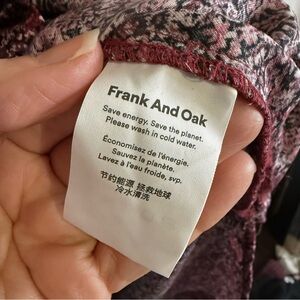 Frank And Oak
Save energy. Save the planet.
Please wash in cold water.
Économisez de l'énergie.
Sauvez la planète.
Lavez à l'eau froide, svp.
节约能源 拯救地球
冷水清洗